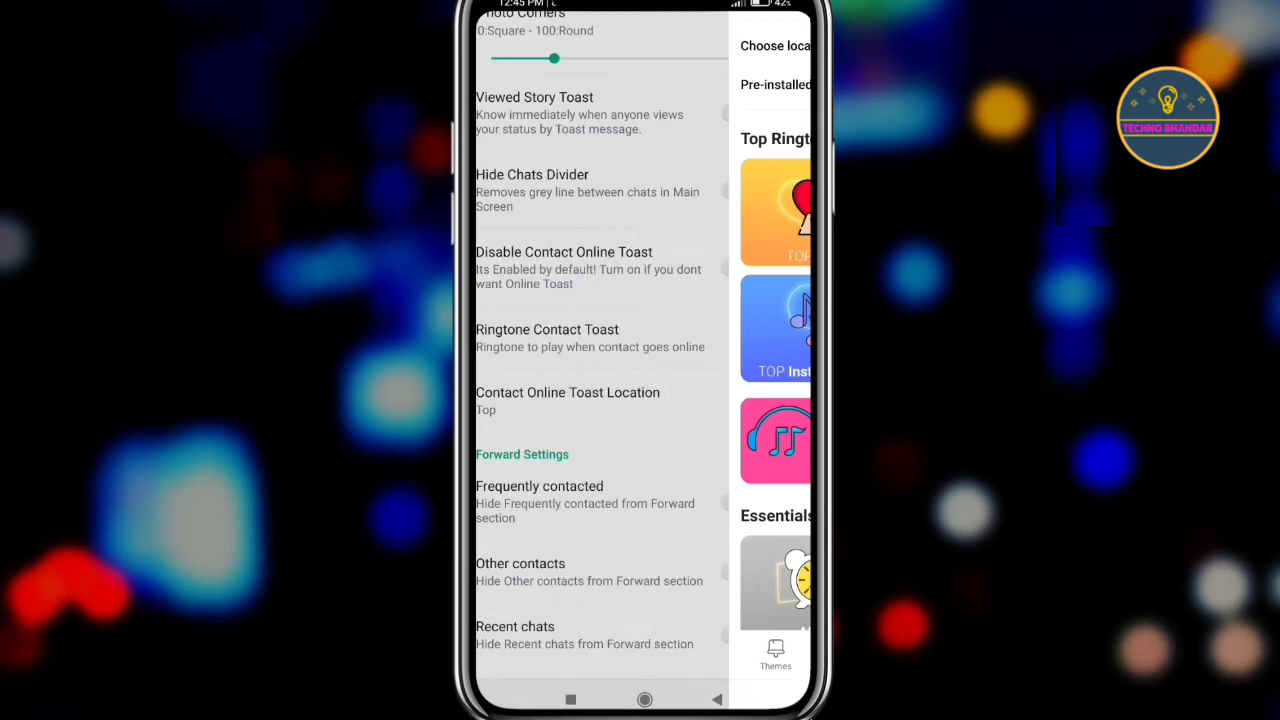 12:45 PM
42%
Photo Corners
0:Square - 100:Round
Viewed Story Toast
Know immediately when anyone views
your status by Toast message.
Hide Chats Divider
Removes grey line between chats in Main
Screen
Disable Contact Online Toast
Its Enabled by default! Turn on if you dont
want Online Toast
Ringtone Contact Toast
Ringtone to play when contact goes online
Contact Online Toast Location
Top
Forward Settings
Frequently contacted
Hide Frequently contacted from Forward
section
Other contacts
Hide Other contacts from Forward section
Recent chats
Hide Recent chats from Forward section
Choose loca
Pre-installed
Top Ringt
TOP
TOP Inst
Essentials
Themes
TECHNO BHANDAR